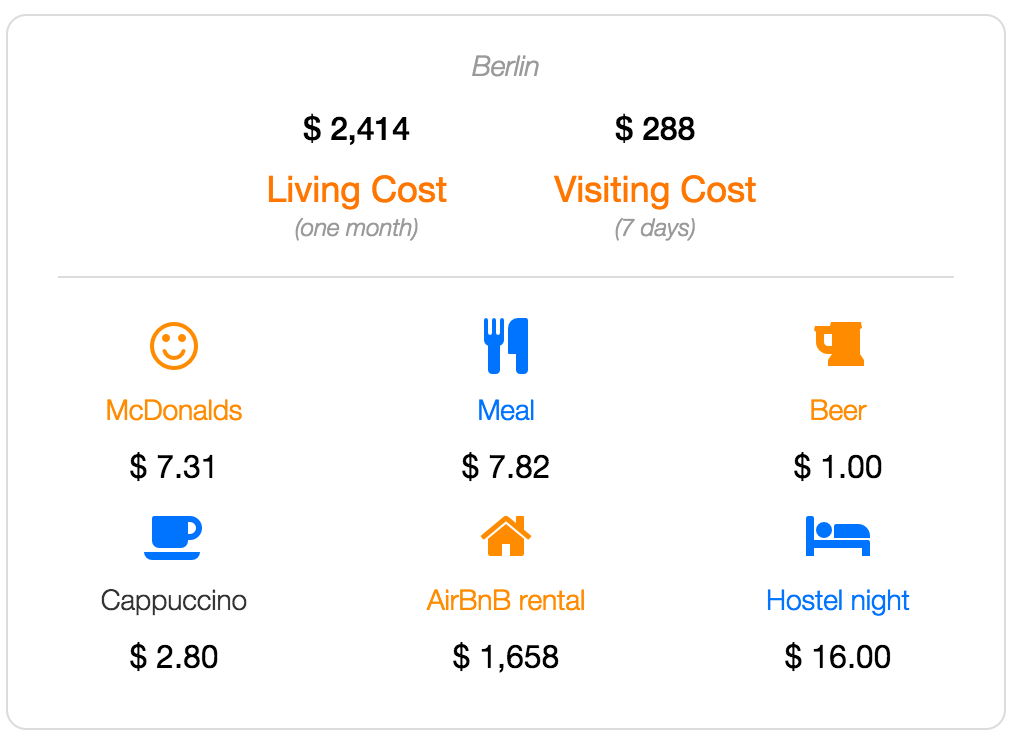 Berlin
$ 2,414 $ 288
Living Cost Visiting Cost
(one month) (7 days)
McDonalds Meal Beer
$ 7.31 $ 7.82 $ 1.00
Cappuccino AirBnB rental Hostel night
$ 2.80 $ 1,658 $ 16.00